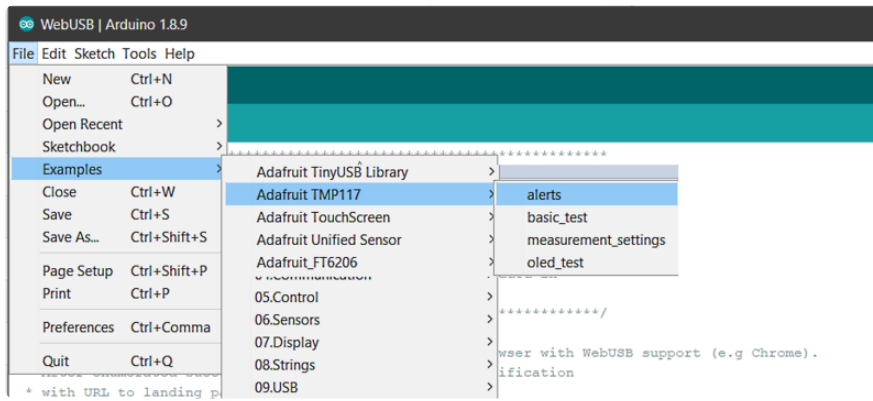 WebUSB | Arduino 1.8.9
File Edit Sketch Tools Help
New Ctrl+N
Open... Ctrl+O
Open Recent >
Sketchbook >
Examples >
Close Ctrl+W
Save Ctrl+S
Save As... Ctrl+Shift+S
Page Setup Ctrl+Shift+P
Print Ctrl+P
Preferences Ctrl+Comma
Quit Ctrl+Q
Adafruit TinyUSB Library >
Adafruit TMP117 >
Adafruit TouchScreen >
Adafruit Unified Sensor >
Adafruit_FT6206 >
05.Control >
06.Sensors >
07.Display >
08.Strings >
09.USB >
alerts
basic_test
measurement_settings
oled_test
************/
wser with WebUSB support (e.g Chrome).
ification
* with URL to landing p